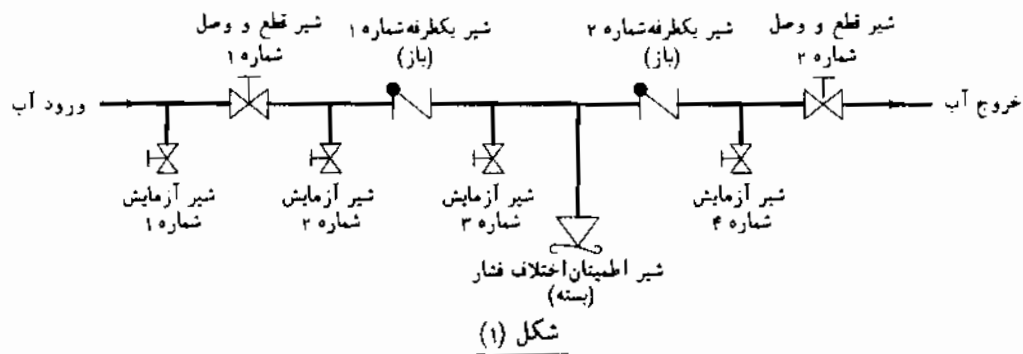 شیر قطع و وصل
شماره ۱
شیر یکطرفه شماره ۱
(باز)
شیر یکطرفه شماره ۲
(باز)
شیر قطع و وصل
شماره ۲
ورود آب
خروج آب
شیر آزمایش
شماره ۱
شیر آزمایش
شماره ۲
شیر آزمایش
شماره ۳
شیر آزمایش
شماره ۴
شیر اطمینان اختلاف فشار
(بسته)
شکل (۱)